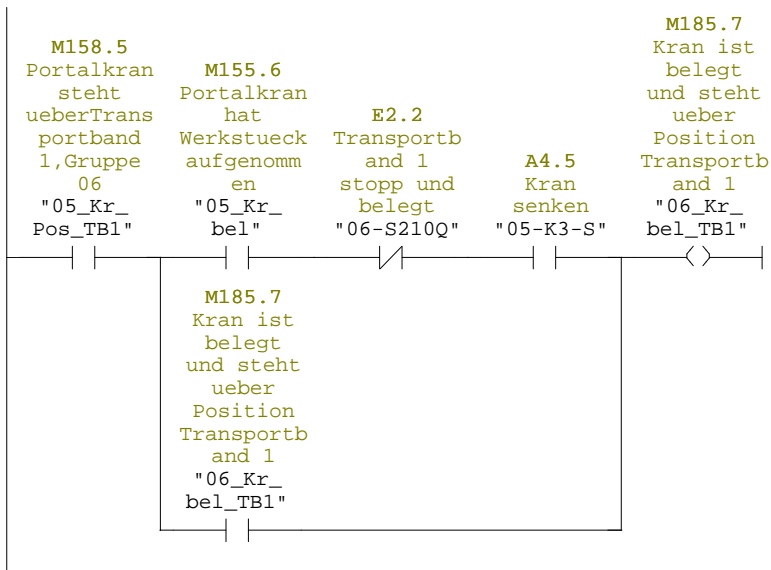 M158.5
Portalkran
steht
ueberTrans
portband
1,Gruppe
06
"05_Kr_
Pos_TB1"
M155.6
Portalkran
hat
Werkstueck
aufgenomm
en
"05_Kr_
bel"
E2.2
Transportb
and 1
stopp und
belegt
"06-S210Q"
A4.5
Kran
senken
"05-K3-S"
M185.7
Kran ist
belegt
und steht
ueber
Position
Transportb
and 1
"06_Kr_
bel_TB1"
M185.7
Kran ist
belegt
und steht
ueber
Position
Transportb
and 1
"06_Kr_
bel_TB1"